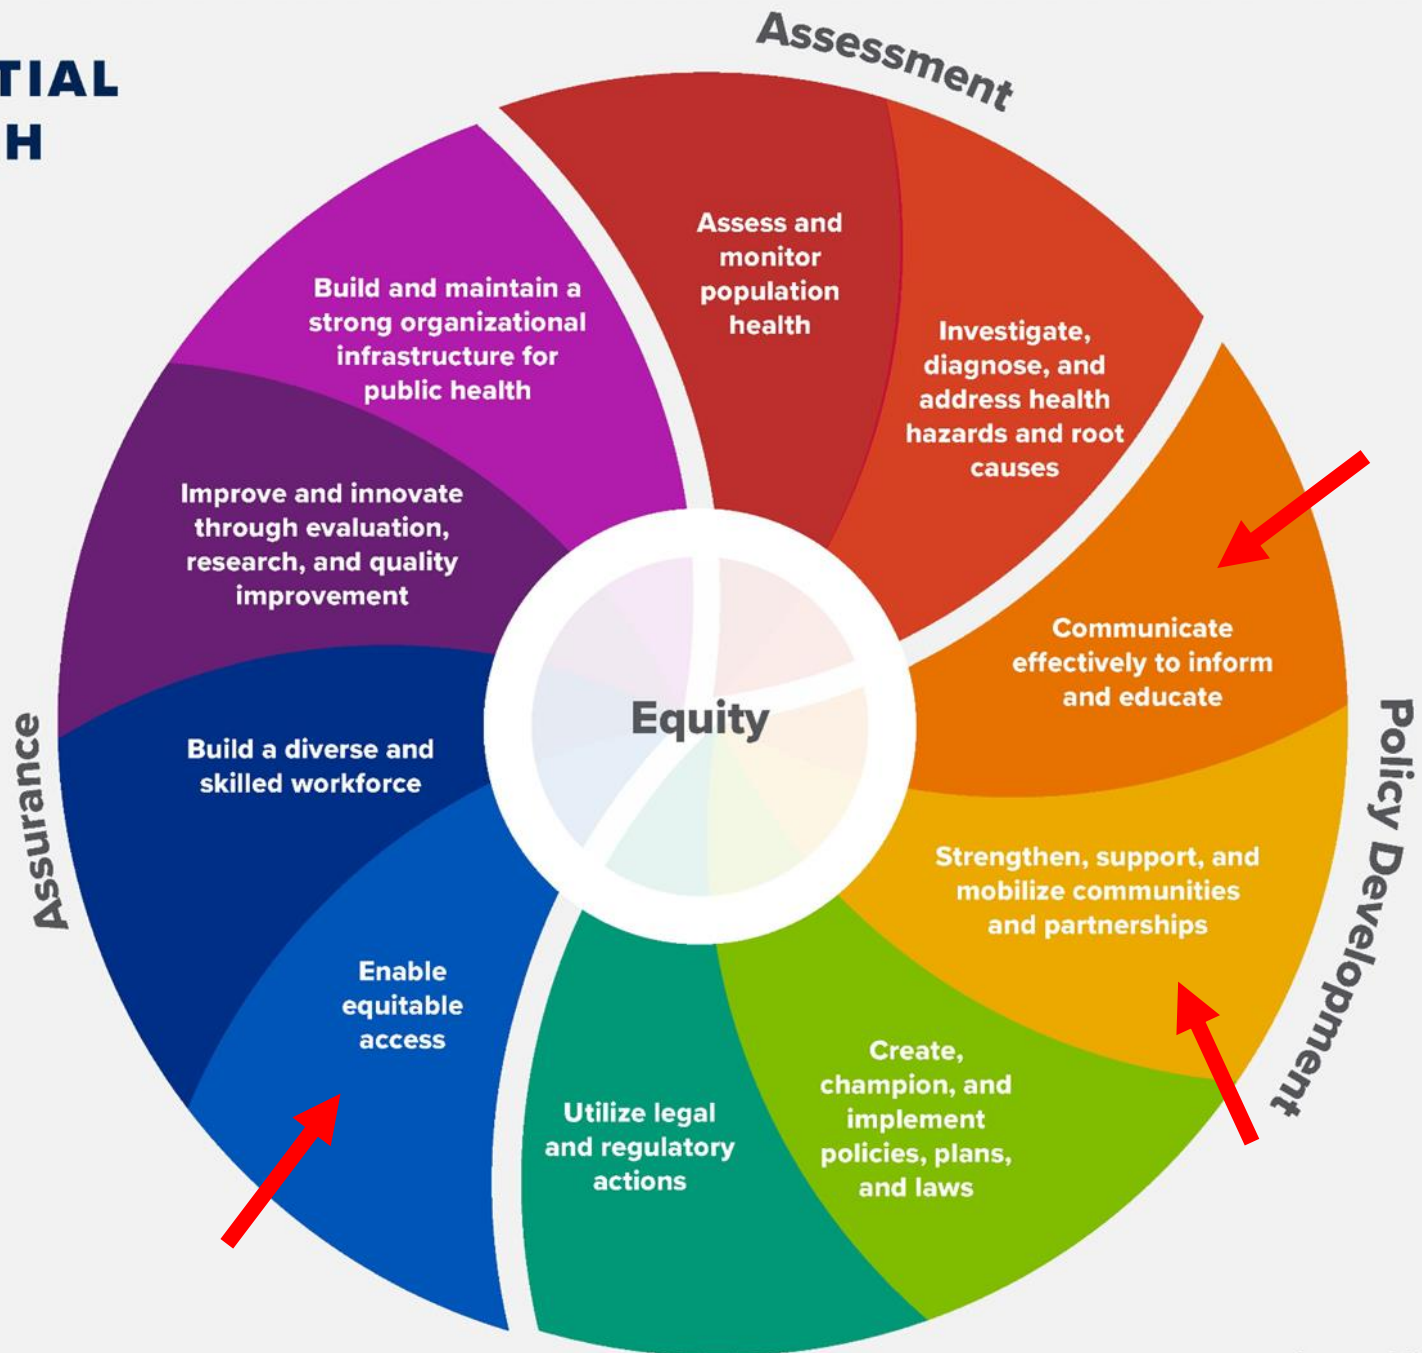 TIAL
H
Assessment
Assess and
monitor
population
health
Investigate,
diagnose, and
address health
hazards and root
causes
Communicate
effectively to inform
and educate
Strengthen, support, and
mobilize communities
and partnerships
Create,
champion, and
implement
policies, plans,
and laws
Utilize legal
and regulatory
actions
Enable
equitable
access
Build a diverse and
skilled workforce
Improve and innovate
through evaluation,
research, and quality
improvement
Build and maintain a
strong organizational
infrastructure for
public health
Equity
Policy Development
Assurance